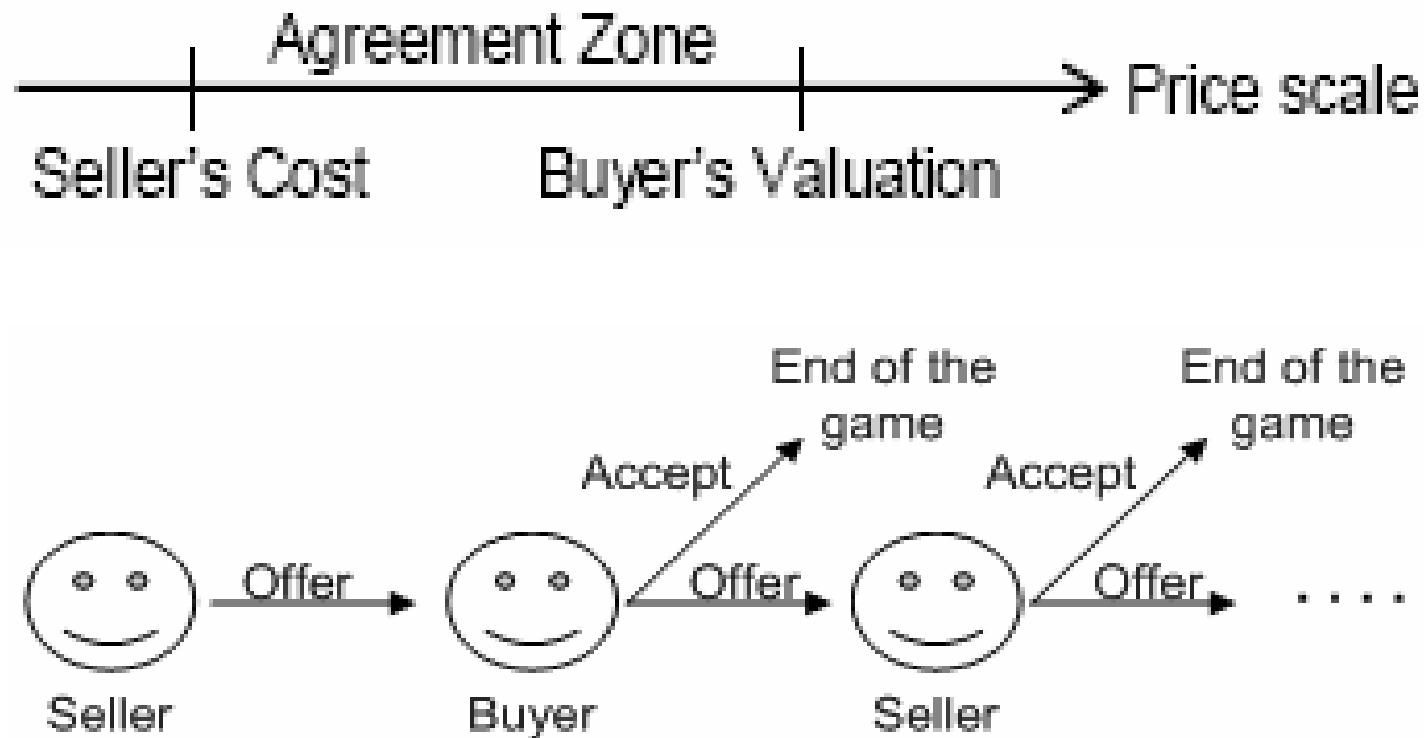 Agreement Zone
Price scale
Seller's Cost Buyer's Valuation
End of the End of the
game game
Accept Accept
Offer Offer Offer ....
Seller Buyer Seller